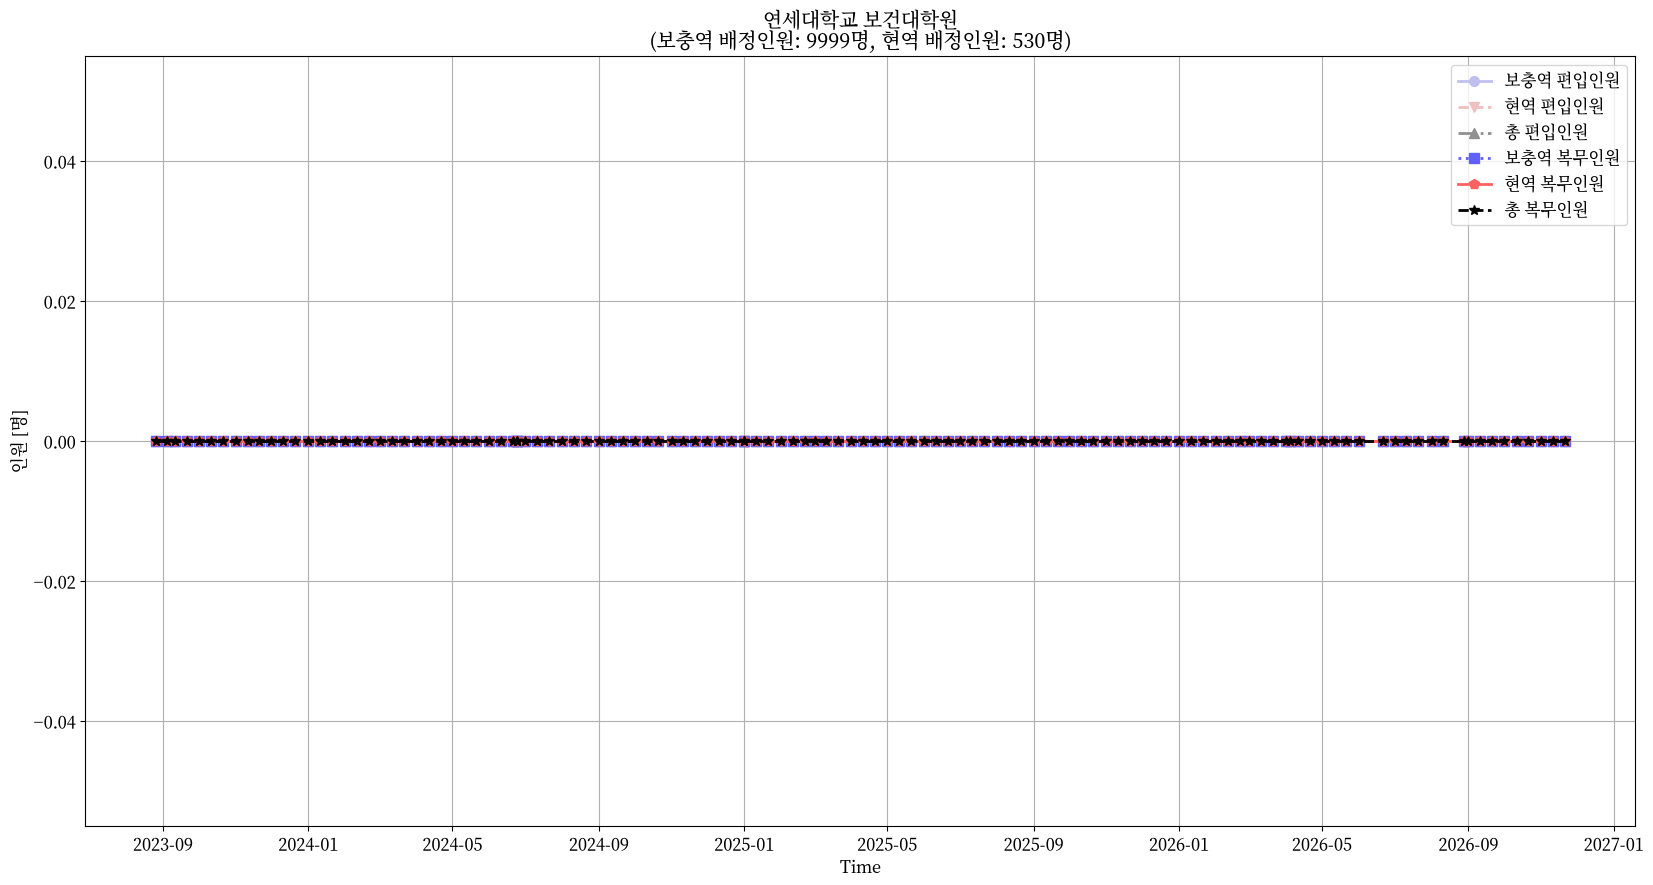 연세대학교 보건대학원
(보충역 배정인원: 9999명, 현역 배정인원: 530명)
보충역 편입인원
현역 편입인원
총 편입인원
보충역 복무인원
현역 복무인원
총 복무인원
인원 [명]
0.04
0.02
0.00
−0.02
−0.04
2023-09
2024-01
2024-05
2024-09
2025-01
2025-05
2025-09
2026-01
2026-05
2026-09
2027-01
Time